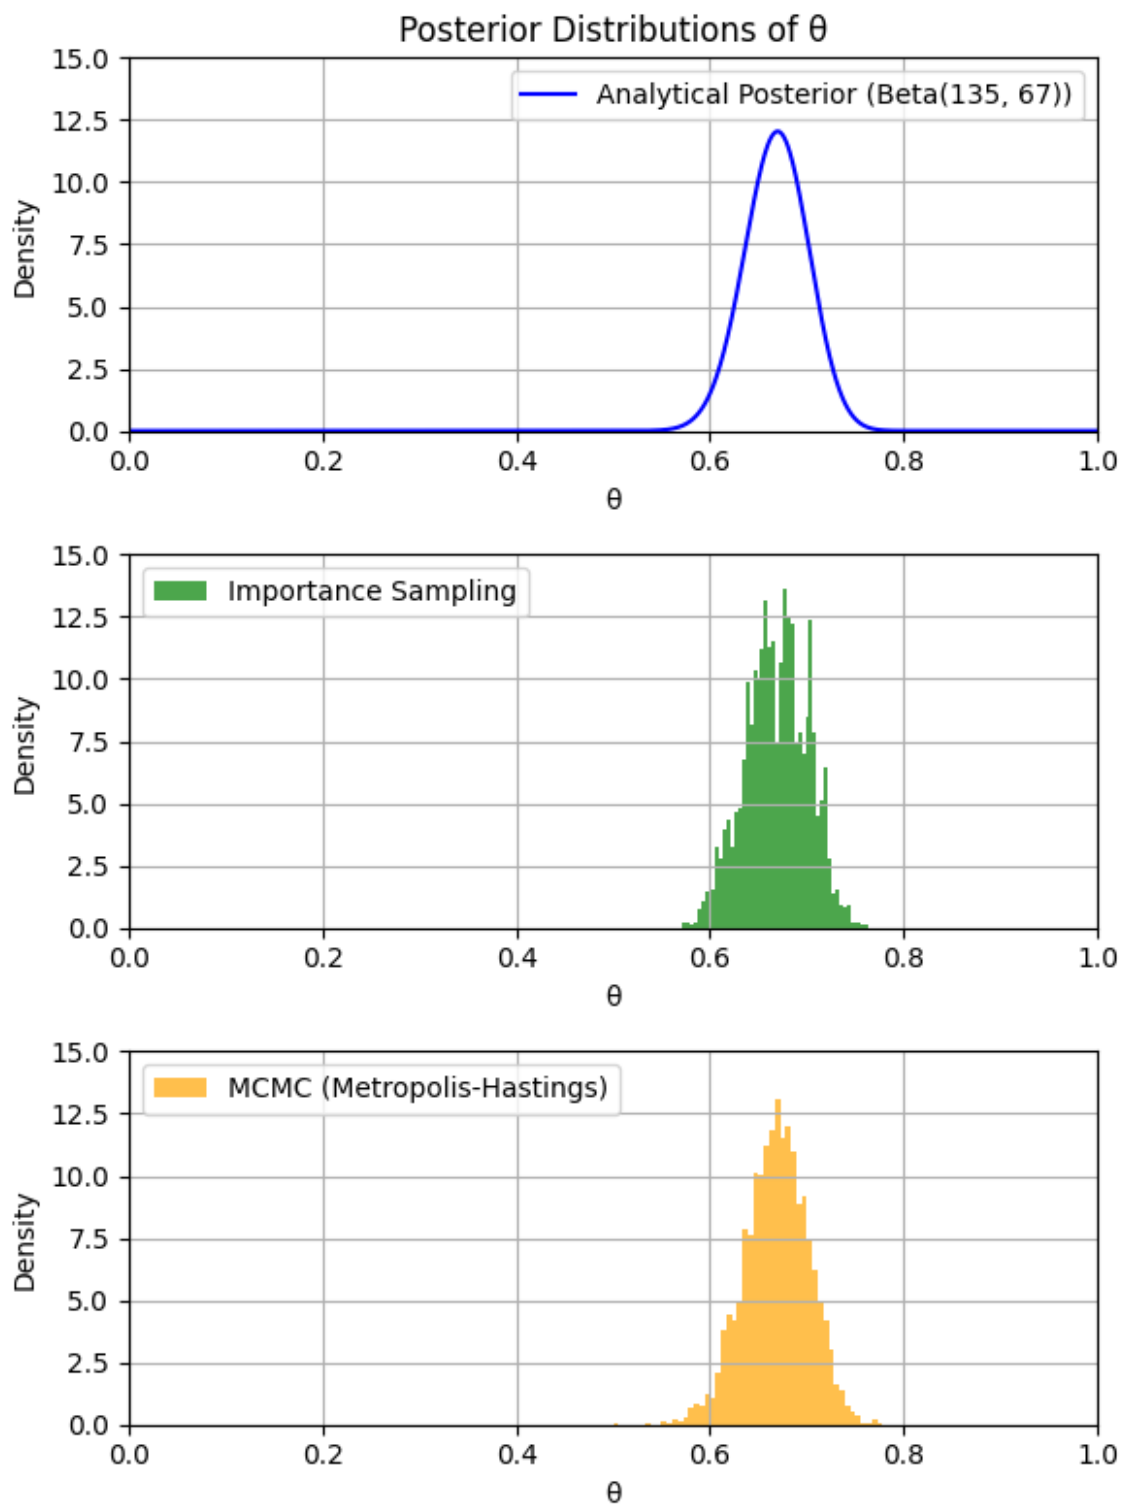 Posterior Distributions of θ
Analytical Posterior (Beta(135, 67))
15.0
12.5
10.0
7.5
5.0
2.5
0.0
Density
0.0 0.2 0.4 0.6 0.8 1.0
θ
Importance Sampling
15.0
12.5
10.0
7.5
5.0
2.5
0.0
Density
0.0 0.2 0.4 0.6 0.8 1.0
θ
MCMC (Metropolis-Hastings)
15.0
12.5
10.0
7.5
5.0
2.5
0.0
Density
0.0 0.2 0.4 0.6 0.8 1.0
θ